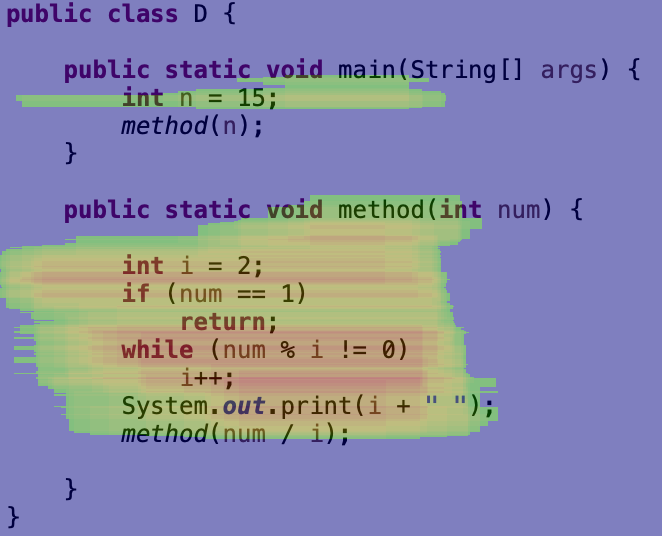 public class D {
public static void main(String[] args) {
int n = 15;
method(n);
}
public static void method(int num) {
int i = 2;
if (num == 1)
return;
while (num % i != 0)
i++;
System.out.print(i + " ");
method(num / i);
}
}